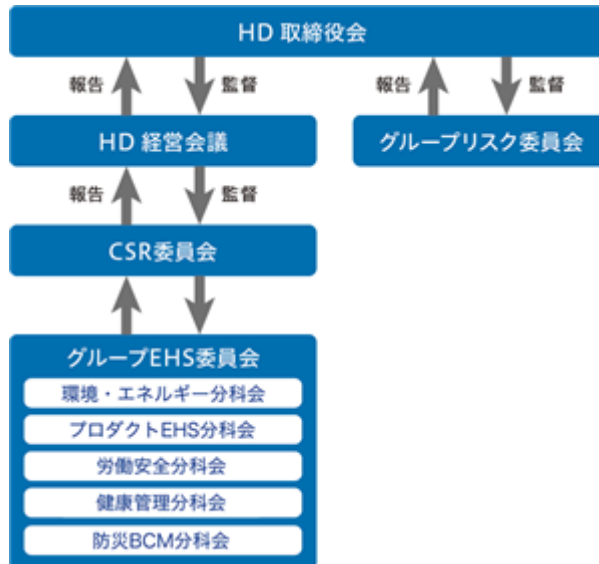 HD 取締役会
報告 監督 報告 監督
HD 経営会議 グループリスク委員会
報告 監督
CSR委員会
グループEHS委員会
環境・エネルギー分科会
プロダクトEHS分科会
労働安全分科会
健康管理分科会
防災BCM分科会